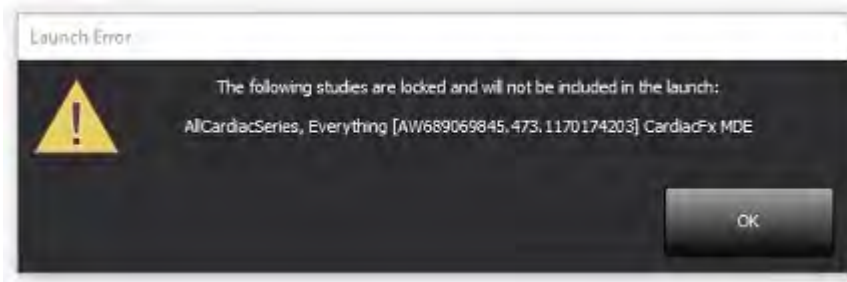 Launch Error
The following studies are locked and will not be included in the launch:
AllCardiacSeries, Everything [AW689069845.473.1170174203] CardiacFx MDE
OK